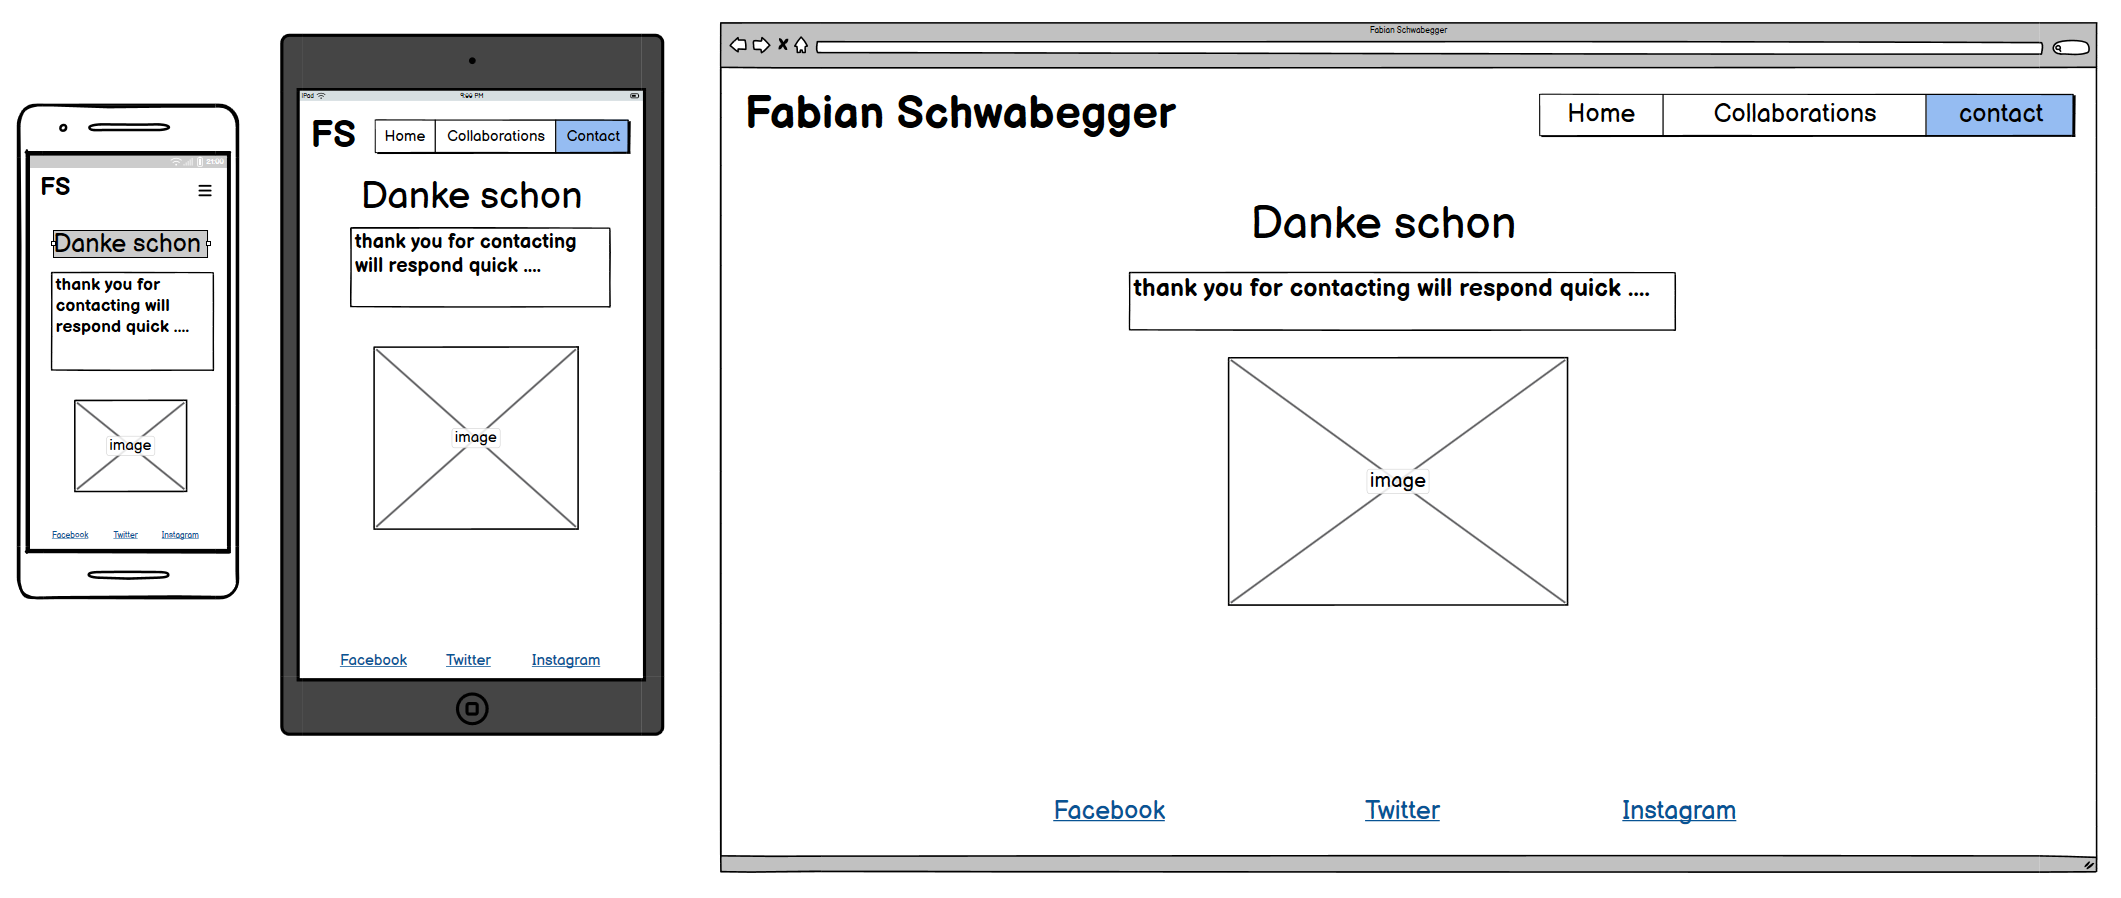 21:00
FS
Danke schon
thank you for
contacting will
respond quick ....
image
Facebook Twitter Instagram
iPad 9:00 PM
FS Home Collaborations Contact
Danke schon
thank you for contacting
will respond quick ....
image
Facebook Twitter Instagram
Fabian Schwabegger
Fabian Schwabegger Home Collaborations contact
Danke schon
thank you for contacting will respond quick ....
image
Facebook Twitter Instagram